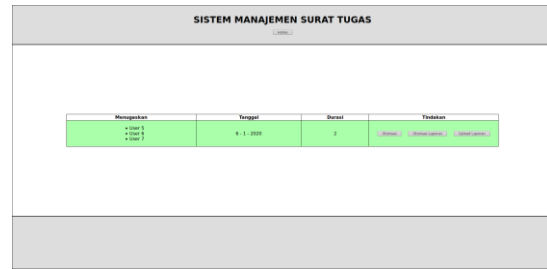 SISTEM MANAJEMEN SURAT TUGAS
Menugaskan Tanggal Durasi Tindakan
• User 5
• User 6
• User 7
6 - 1 - 2020 2